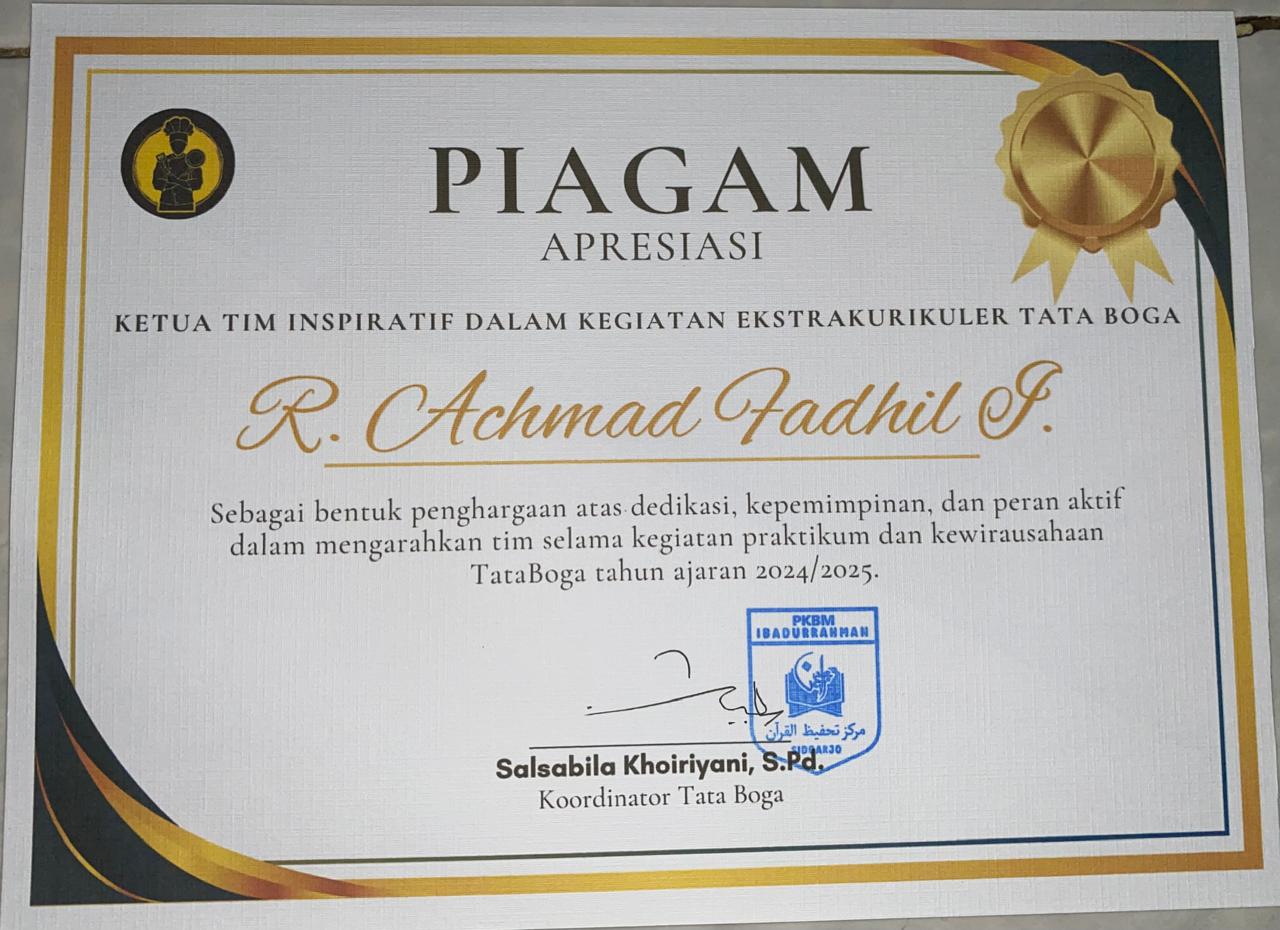 PIAGAM
APRESIASI
KETUA TIM INSPIRATIF DALAM KEGIATAN EKSTRAKURIKULER TATA BOGA
R. Achmad Fadhil I.
Sebagai bentuk penghargaan atas dedikasi, kepemimpinan, dan peran aktif
dalam mengarahkan tim selama kegiatan praktikum dan kewirausahaan
TataBoga tahun ajaran 2024/2025.
PKBM
IBADURRAHMAN
مركز تحفيظ القرآن
SIDOARJO
Salsabila Khoiriyani, S.Pd.
Koordinator Tata Boga